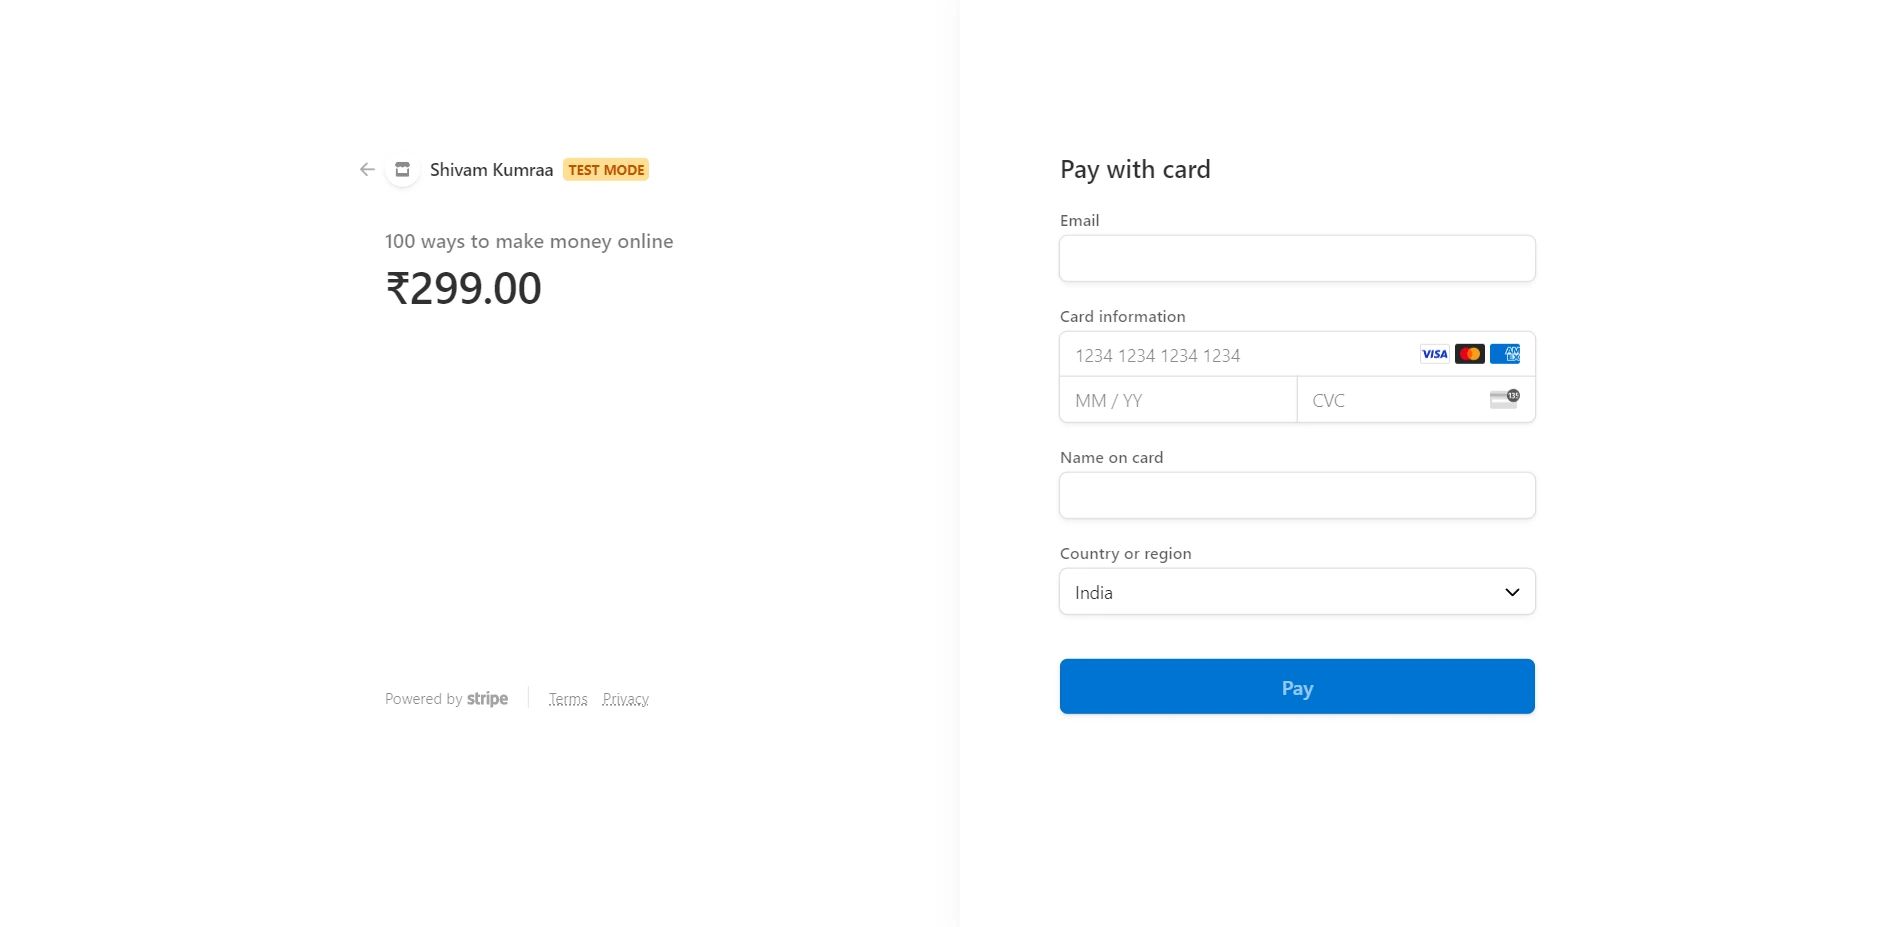 Shivam Kumraa TEST MODE
100 ways to make money online
₹299.00
Powered by stripe Terms Privacy
Pay with card
Email
Card information
1234 1234 1234 1234 VISA AMEX
MM / YY CVC 135
Name on card
Country or region
India
Pay